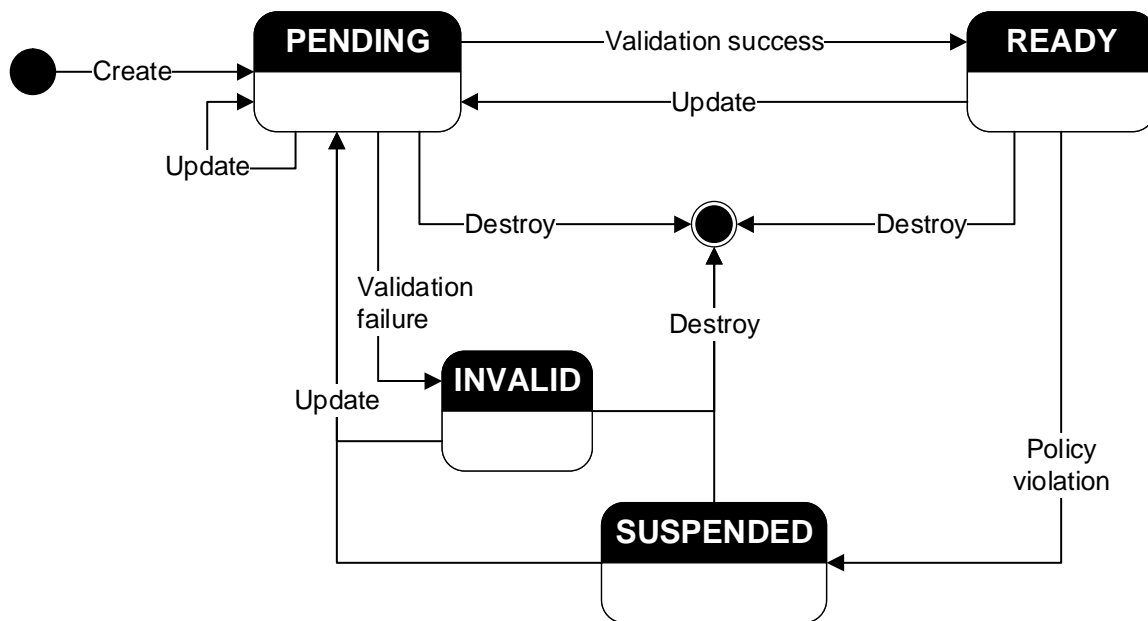 PENDING
Validation success
READY
Create
Update
Update
Destroy
Destroy
Validation
failure
Destroy
INVALID
Update
Policy
violation
SUSPENDED